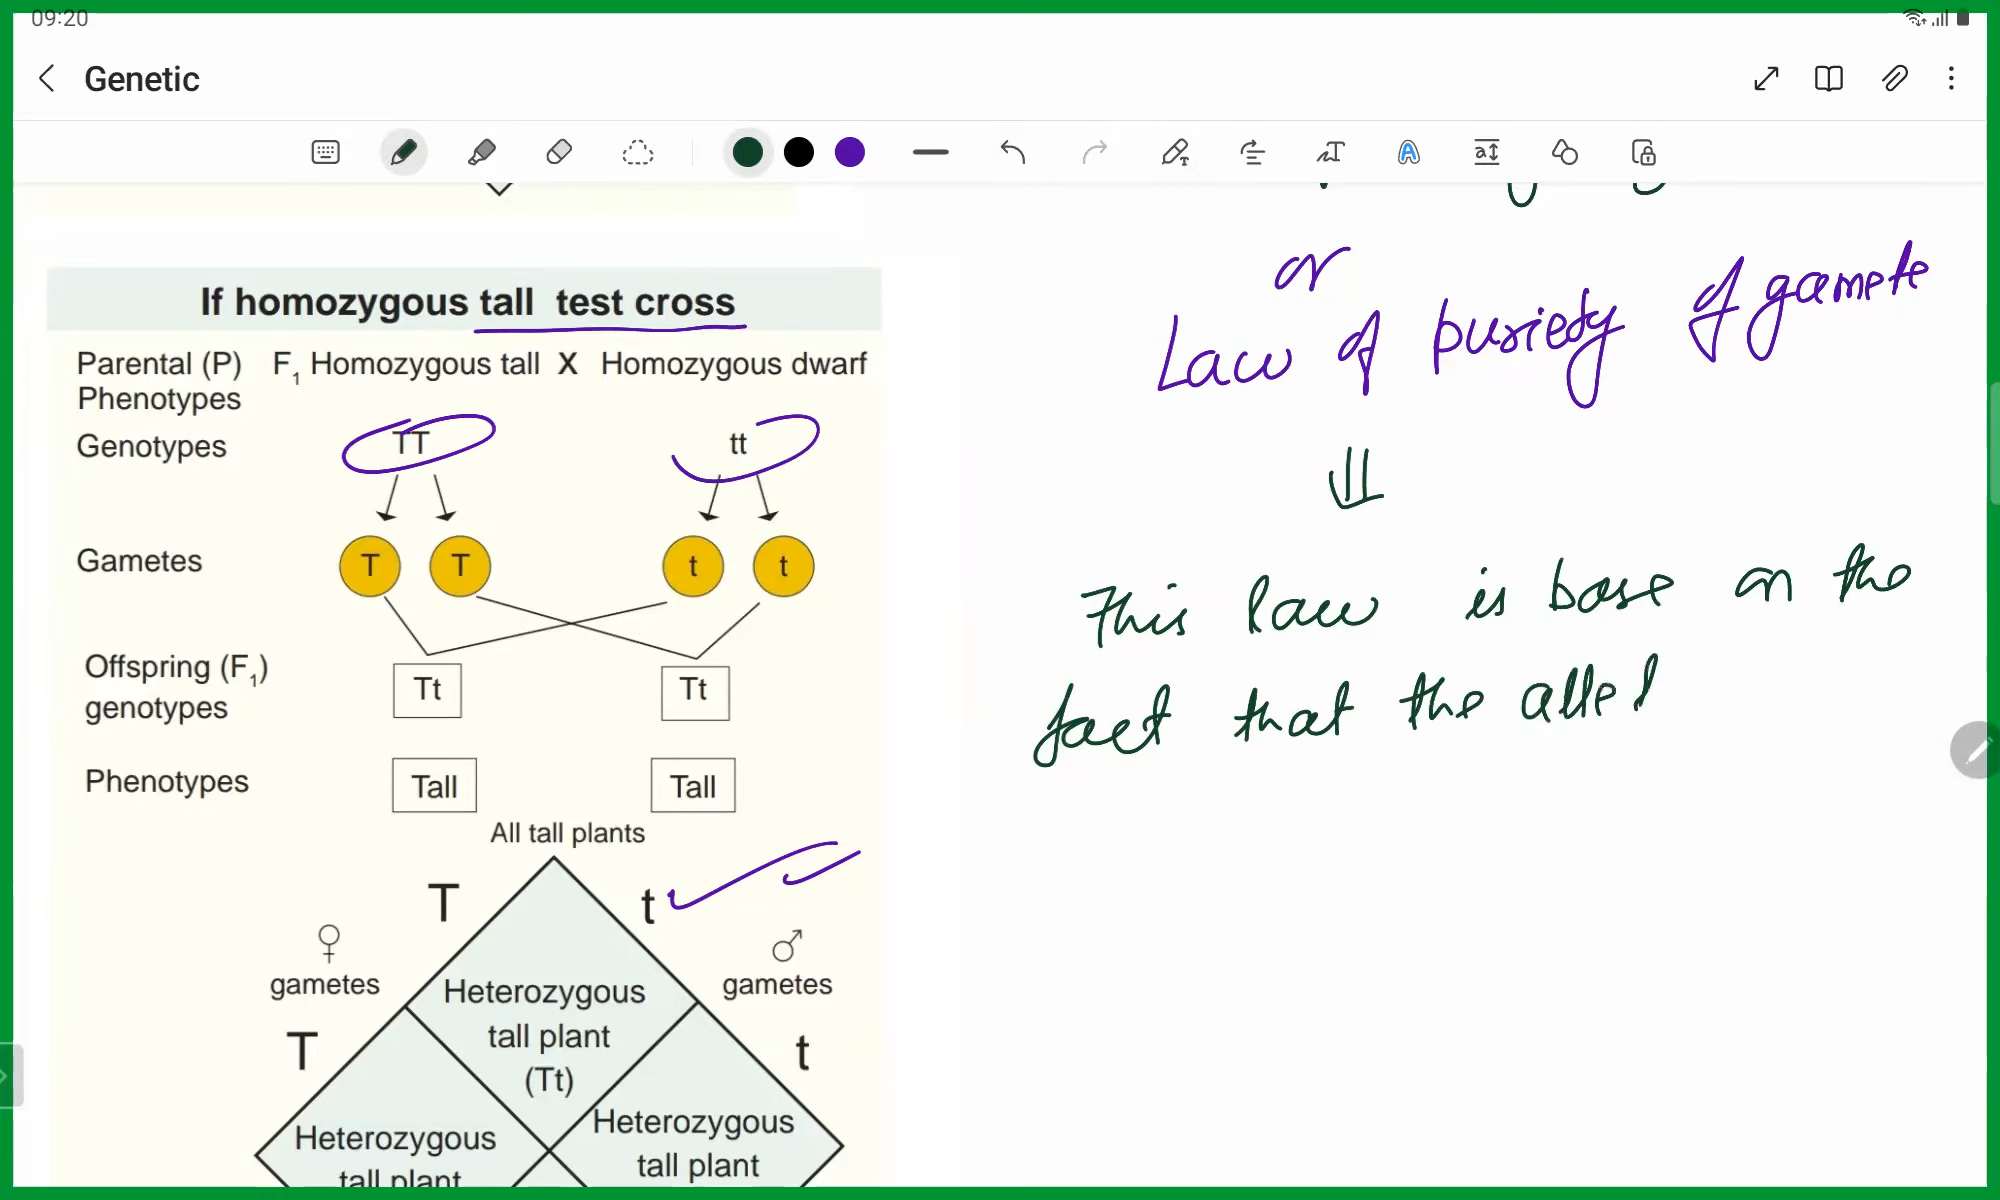 09:20
Genetic
If homozygous tall test cross
Parental (P) F1 Homozygous tall X Homozygous dwarf
Phenotypes
Genotypes TT tt
Gametes T T t t
Offspring (F1) Tt Tt
genotypes
Phenotypes Tall Tall
All tall plants
T t
♀ ♂
gametes gametes
Heterozygous
tall plant
(Tt)
T t
Heterozygous
tall plant
Heterozygous
tall plant
or
Law of puriety of gamete
This law is base on the
fact that the allel